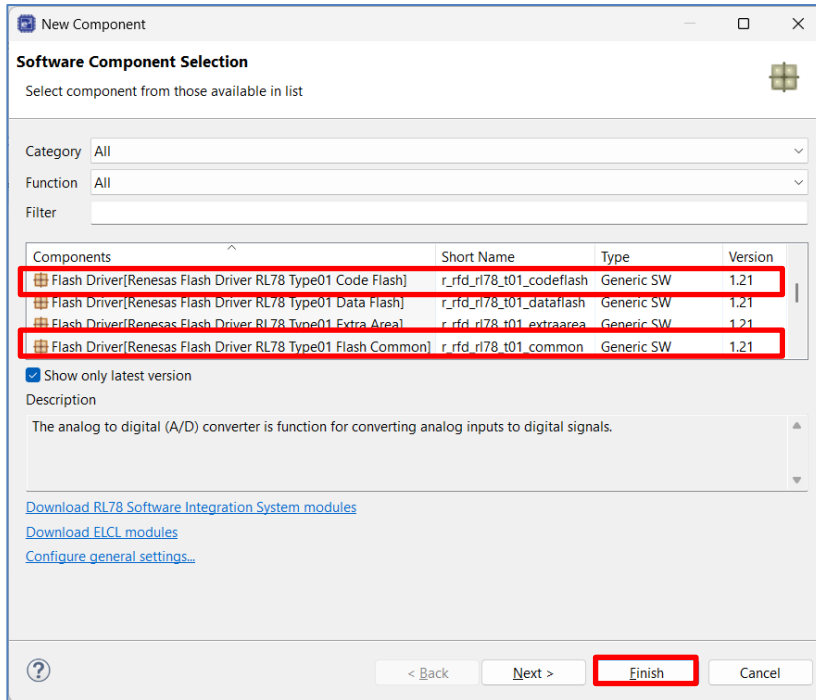 New Component
Software Component Selection
Select component from those available in list
Category All
Function All
Filter
Components Short Name Type Version
Flash Driver[Renesas Flash Driver RL78 Type01 Code Flash] r_rfd_rl78_t01_codeflash Generic SW 1.21
Flash Driver[Renesas Flash Driver RL78 Type01 Data Flash] r_rfd_rl78_t01_dataflash Generic SW 1.21
Flash Driver[Renesas Flash Driver RL78 Type01 Extra Area] r_rfd_rl78_t01_extraarea Generic SW 1.21
Flash Driver[Renesas Flash Driver RL78 Type01 Flash Common] r_rfd_rl78_t01_common Generic SW 1.21
Show only latest version
Description
The analog to digital (A/D) converter is function for converting analog inputs to digital signals.
Download RL78 Software Integration System modules
Download ELCL modules
Configure general settings...
? < Back Next > Finish Cancel